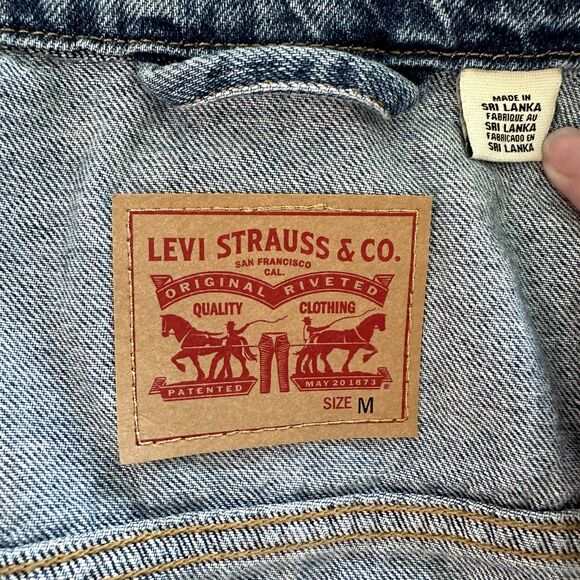 MADE IN
SRI LANKA
FABRIQUE AU
SRI LANKA
FABRICADO EN
SRI LANKA
LEVI STRAUSS & CO.
SAN FRANCISCO
CAL.
ORIGINAL RIVETED
QUALITY CLOTHING
PATENTED MAY 20 1873 ®
SIZE M